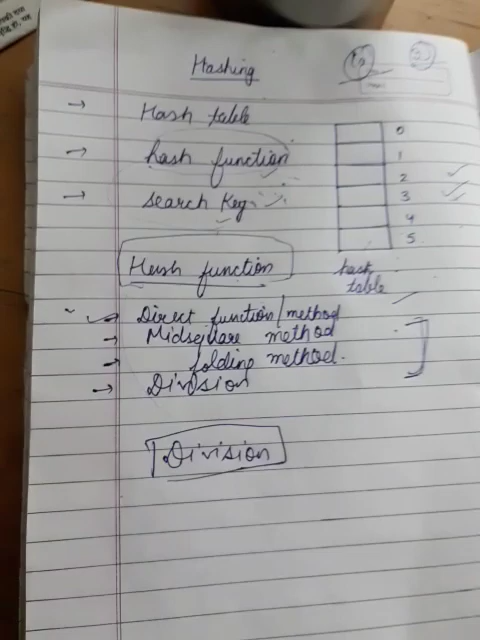 Hashing
→ Hash table
→ hash function
→ search Key
0
1
2
3
4
5
hash
table
Hash function
Direct function/method
→ Midsquare method
→ folding method.
→ Division
Division